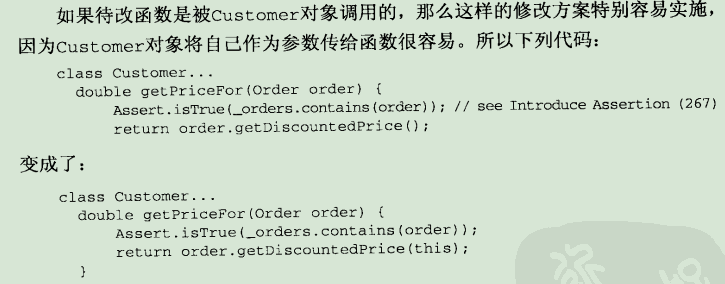 如果待改函数是被Customer对象调用的，那么这样的修改方案特别容易实施，
因为Customer对象将自己作为参数传给函数很容易。所以下列代码：
class Customer...
double getPriceFor(Order order) {
Assert.isTrue(_orders.contains(order)); // see Introduce Assertion (267)
return order.getDiscountedPrice();
变成了：
class Customer...
double getPriceFor(Order order) {
Assert.isTrue(_orders.contains(order));
return order.getDiscountedPrice(this);
}